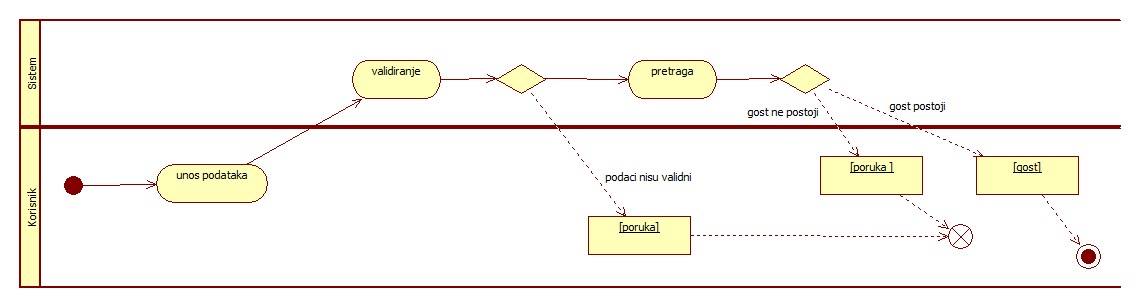 Sistem
validiranje
pretraga
gost ne postoji
gost postoji
Korisnik
unos podataka
podaci nisu validni
[poruka]
[poruka ]
[gost]